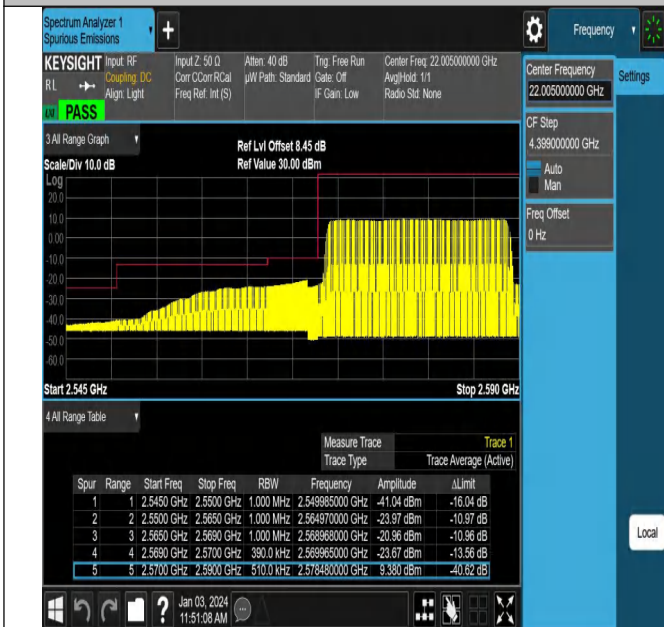 Spectrum Analyzer 1
Spurious Emissions
+
Frequency
KEYSIGHT
RL
Input: RF
Coupling: DC
Align: Light
Input Z: 50 Ω
Corr CCorr RCal
Freq Ref: Int (S)
Atten: 40 dB
µW Path: Standard
Trig: Free Run
Gate: Off
IF Gain: Low
Center Freq: 22.005000000 GHz
Avg|Hold: 1/1
Radio Std: None
PASS
Center Frequency
22.005000000 GHz
Settings
CF Step
4.399000000 GHz
Auto
Man
Freq Offset
0 Hz
3 All Range Graph
Scale/Div 10.0 dB
Ref Lvl Offset 8.45 dB
Ref Value 30.00 dBm
Log
20.0
10.0
0.00
-10.0
-20.0
-30.0
-40.0
-50.0
-60.0
Start 2.545 GHz
Stop 2.590 GHz
4 All Range Table
Measure Trace Trace 1
Trace Type Trace Average (Active)
Spur Range Start Freq Stop Freq RBW Frequency Amplitude ΔLimit
1 1 2.5450 GHz 2.5500 GHz 1.000 MHz 2.549985000 GHz -41.04 dBm -16.04 dB
2 2 2.5500 GHz 2.5650 GHz 1.000 MHz 2.564970000 GHz -23.97 dBm -10.97 dB
3 3 2.5650 GHz 2.5690 GHz 1.000 MHz 2.568968000 GHz -20.96 dBm -10.96 dB
4 4 2.5690 GHz 2.5700 GHz 390.0 kHz 2.569965000 GHz -23.67 dBm -13.56 dB
5 5 2.5700 GHz 2.5900 GHz 510.0 kHz 2.578480000 GHz 9.380 dBm -40.62 dB
Local
?
Jan 03, 2024
11:51:08 AM